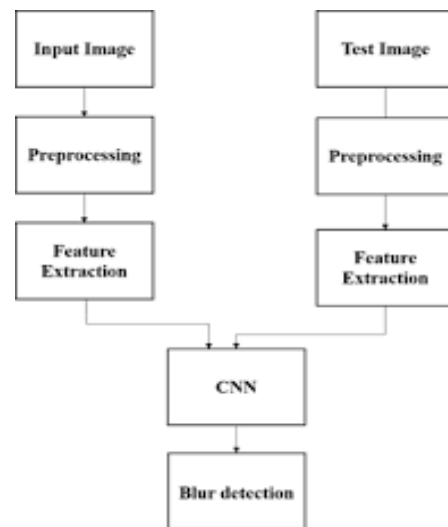 Input Image
Test Image
Preprocessing
Preprocessing
Feature
Extraction
Feature
Extraction
CNN
Blur detection